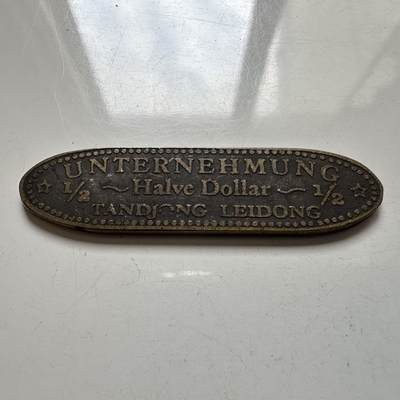 UNTERNEHMUNG
1/2 ~ Halve Dollar ~ 1/2
TANDJONG LEIDONG